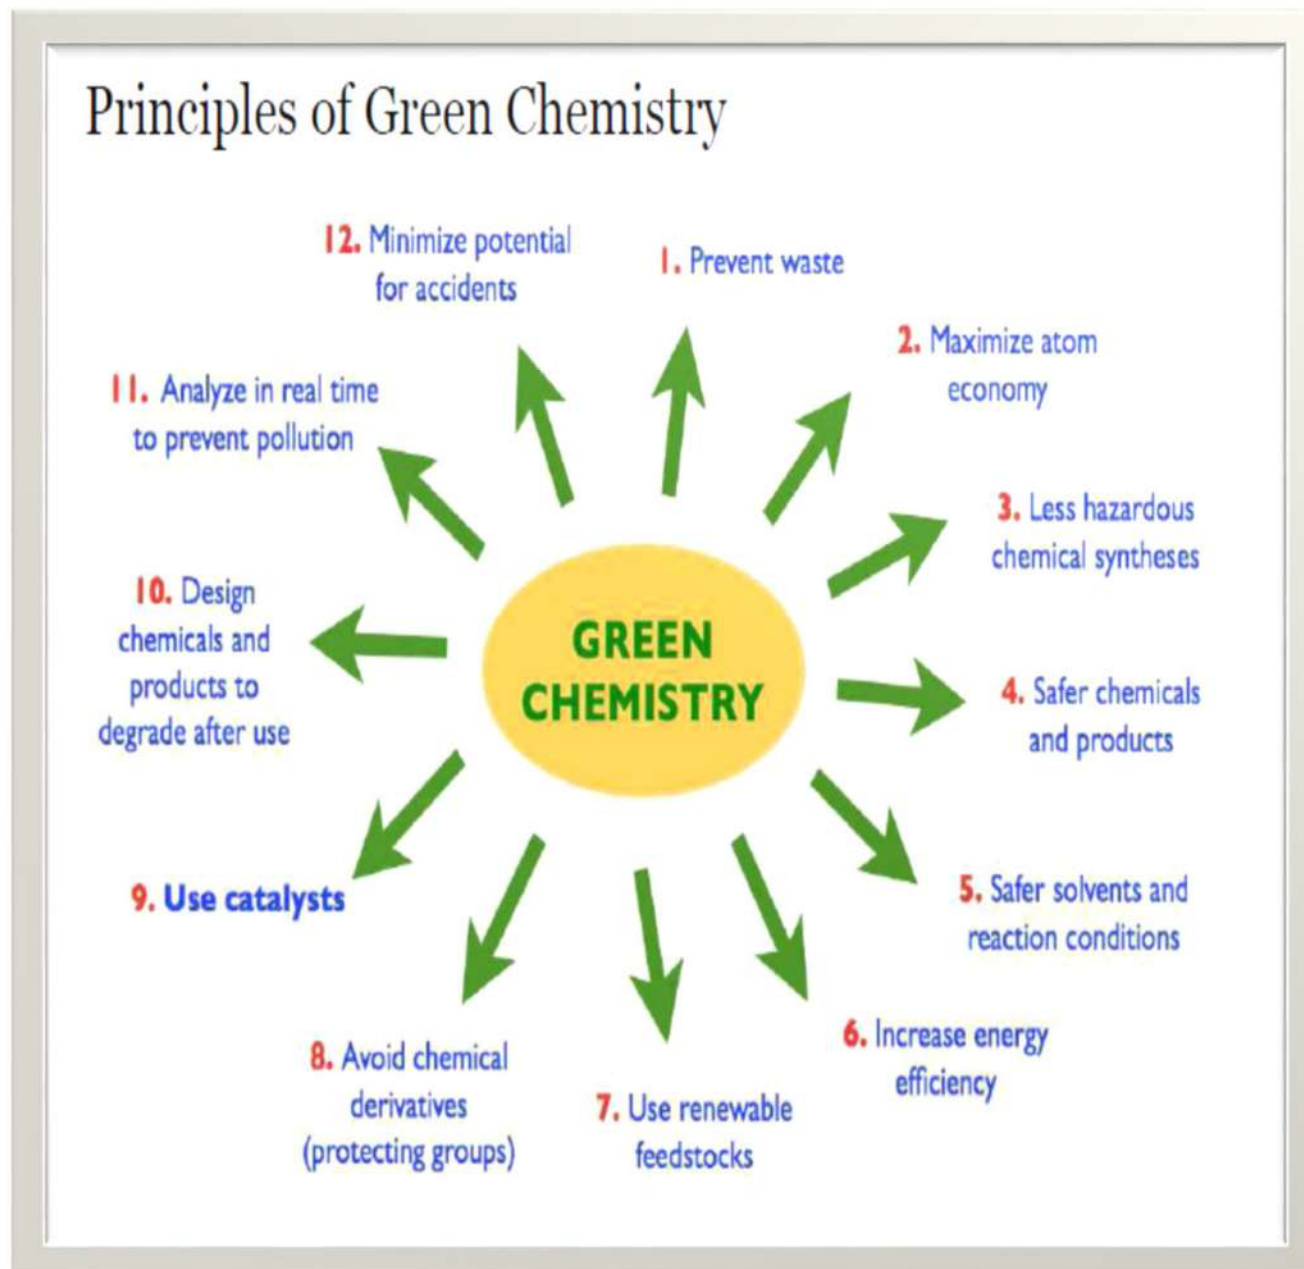 Principles of Green Chemistry
12. Minimize potential
for accidents
1. Prevent waste
2. Maximize atom
economy
11. Analyze in real time
to prevent pollution
3. Less hazardous
chemical syntheses
10. Design
chemicals and
products to
degrade after use
GREEN
CHEMISTRY
4. Safer chemicals
and products
9. Use catalysts
5. Safer solvents and
reaction conditions
8. Avoid chemical
derivatives
(protecting groups)
7. Use renewable
feedstocks
6. Increase energy
efficiency